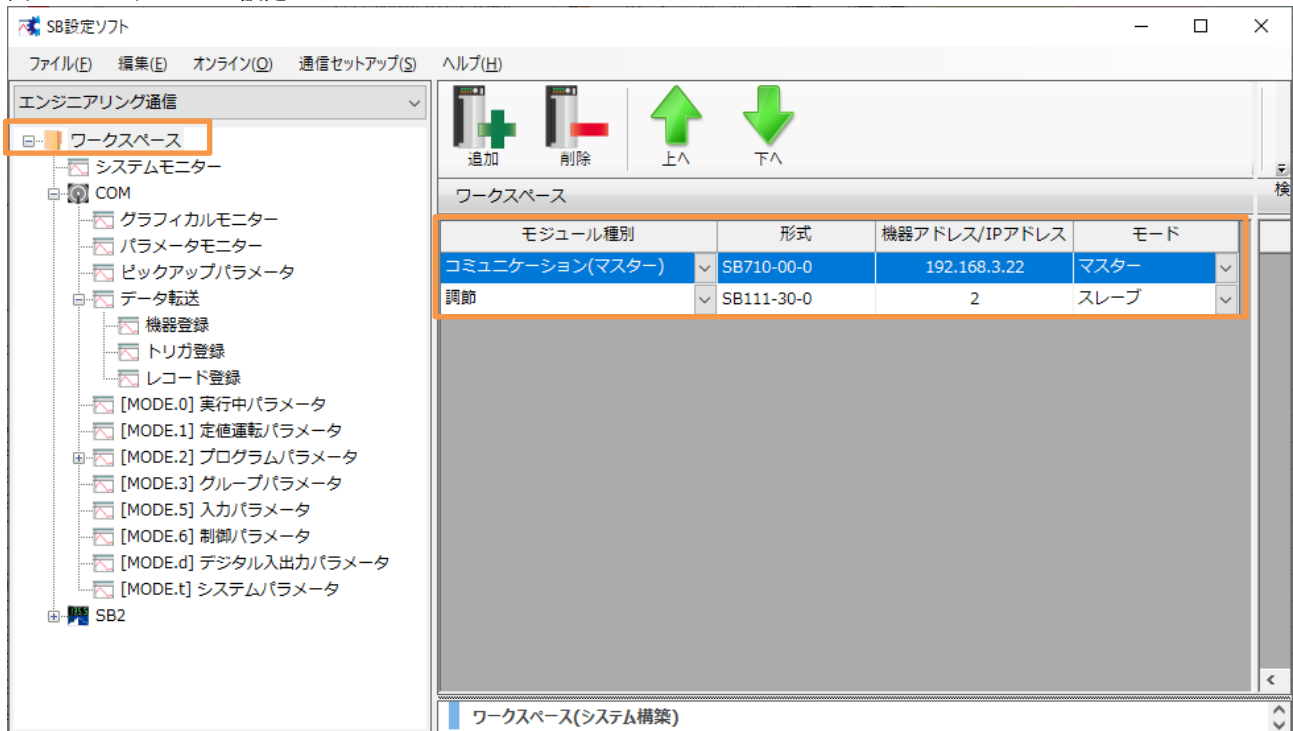 SB設定ソフト
ファイル(F) 編集(E) オンライン(O) 通信セットアップ(S) ヘルプ(H)
エンジニアリング通信
ワークスペース
システムモニター
COM
グラフィカルモニター
パラメータモニター
ピックアップパラメータ
データ転送
機器登録
トリガ登録
レコード登録
[MODE.0] 実行中パラメータ
[MODE.1] 定値運転パラメータ
[MODE.2] プログラムパラメータ
[MODE.3] グループパラメータ
[MODE.5] 入力パラメータ
[MODE.6] 制御パラメータ
[MODE.d] デジタル入出力パラメータ
[MODE.t] システムパラメータ
SB2
追加 削除 上へ 下へ
ワークスペース
検
モジュール種別 形式 機器アドレス/IPアドレス モード
コミュニケーション(マスター) SB710-00-0 192.168.3.22 マスター
調節 SB111-30-0 2 スレーブ
ワークスペース(システム構築)